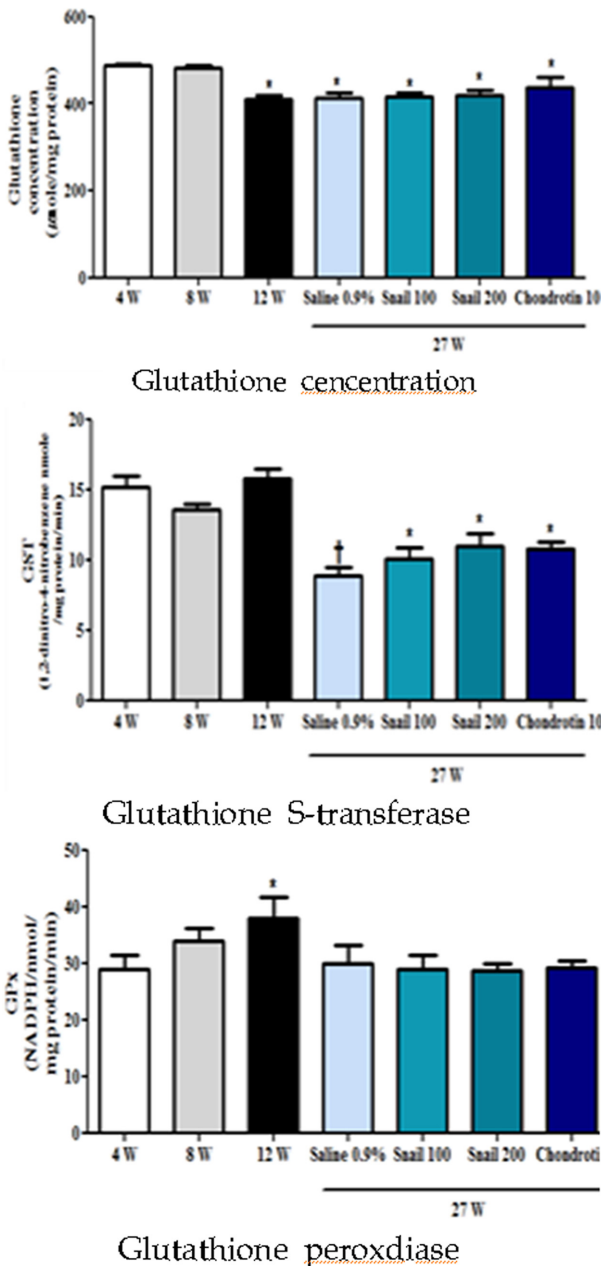 600
400
200
0
Glutathione
concentration
(µmole/mg protein)
*
*
*
*
*
4 W 8 W 12 W Saline 0.9% Snail 100 Snail 200 Chondrotin 10
27 W
Glutathione cencentration
20
15
10
5
0
GST
(1,2-dinitro-4-nitrobenzene nmole
/mg protein/min)
*
*
*
4 W 8 W 12 W Saline 0.9% Snail 100 Snail 200 Chondrotin 10
27 W
Glutathione S-transferase
50
40
30
20
10
0
GPx
(NADPH/nmol/
mg protein/min)
*
4 W 8 W 12 W Saline 0.9% Snail 100 Snail 200 Chondroti
27 W
Glutathione peroxdiase